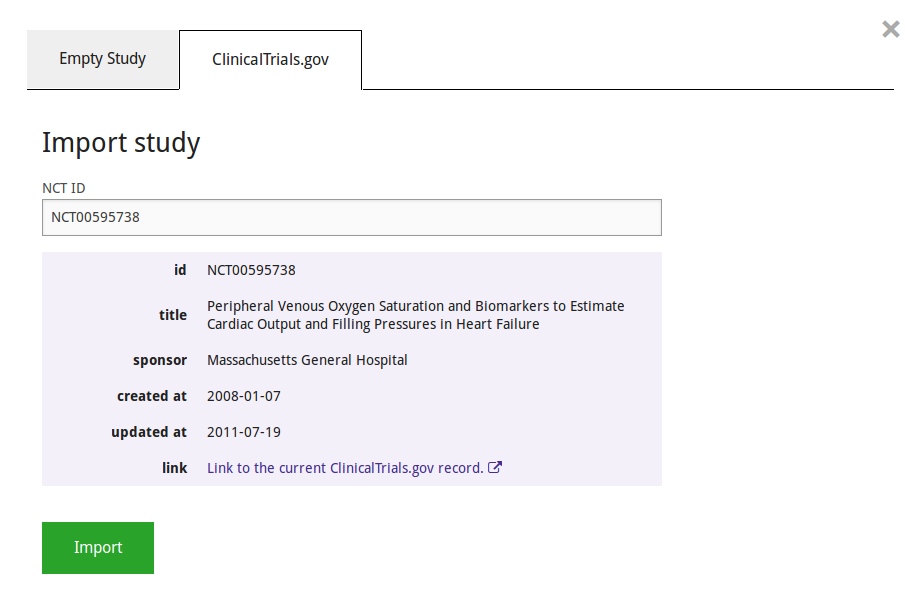 Empty Study
ClinicalTrials.gov
×
Import study
NCT ID
NCT00595738
id NCT00595738
title Peripheral Venous Oxygen Saturation and Biomarkers to Estimate
Cardiac Output and Filling Pressures in Heart Failure
sponsor Massachusetts General Hospital
created at 2008-01-07
updated at 2011-07-19
link Link to the current ClinicalTrials.gov record.
Import